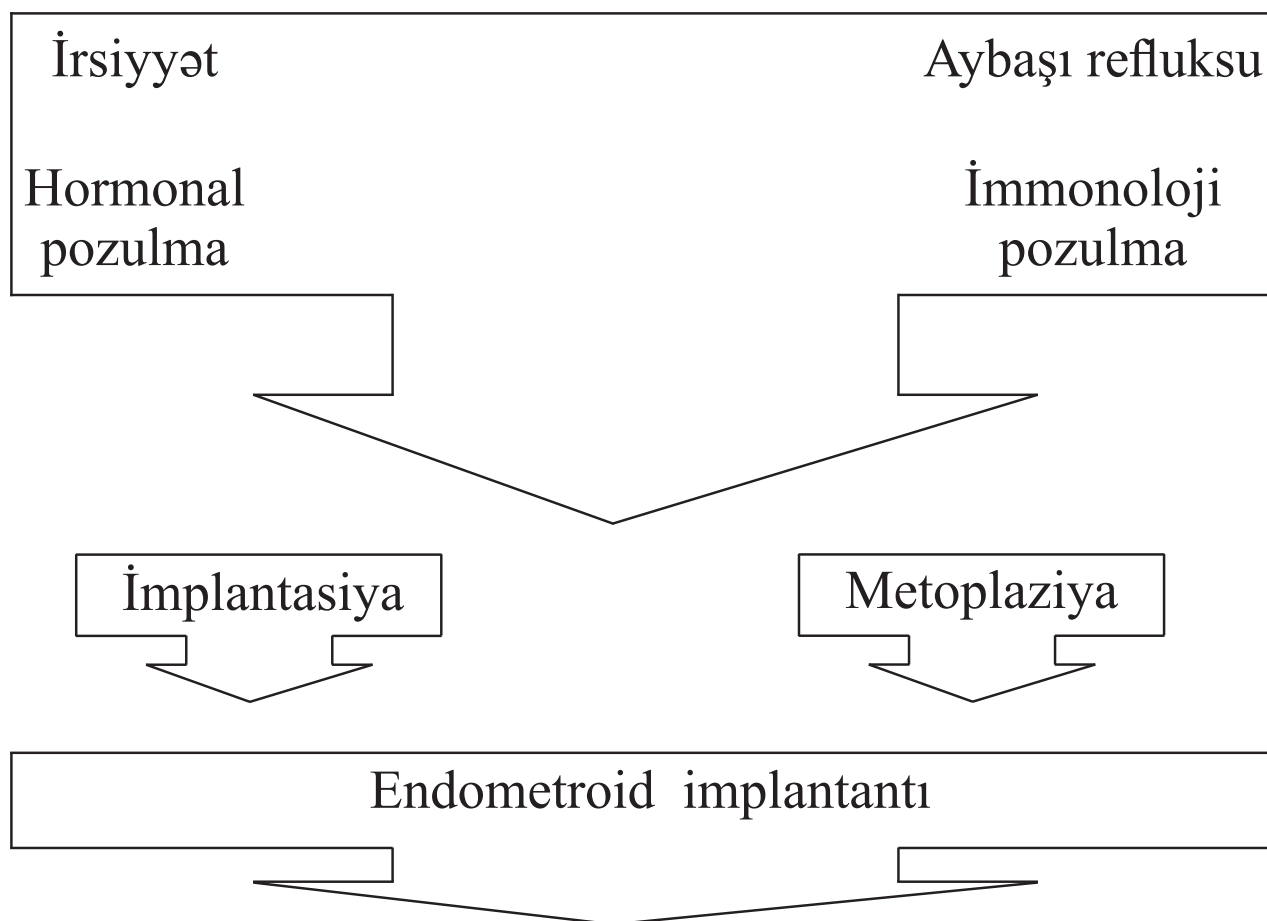 İrsiyyət
Aybaşı refluksu
Hormonal
pozulma
İmmonoloji
pozulma
İmplantasiya
Metoplaziya
Endometroid implantantı